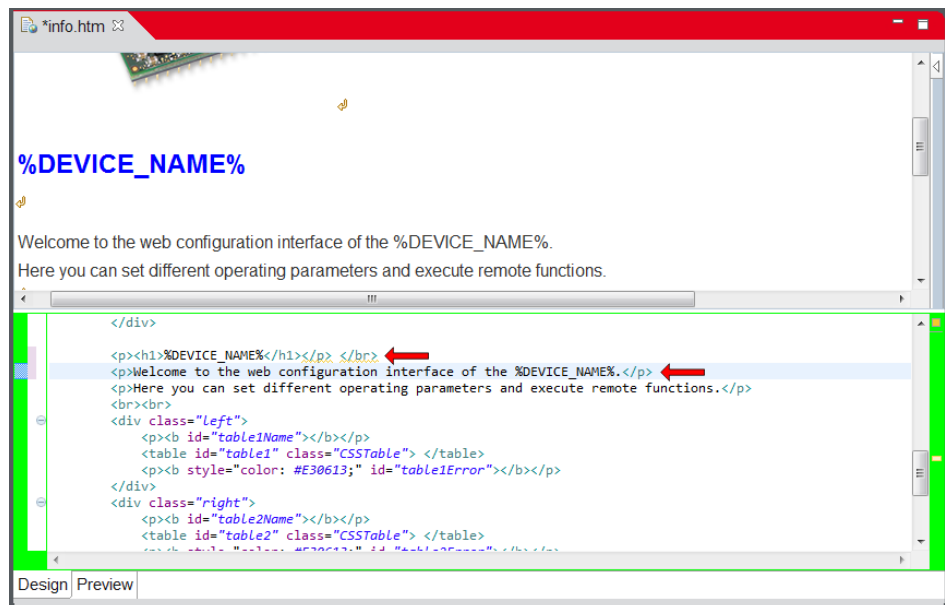 *info.htm
%DEVICE_NAME%
Welcome to the web configuration interface of the %DEVICE_NAME%.
Here you can set different operating parameters and execute remote functions.
</div>
<p><h1>%DEVICE_NAME%</h1></p> </br>
<p>Welcome to the web configuration interface of the %DEVICE_NAME%.</p>
<p>Here you can set different operating parameters and execute remote functions.</p>
<br><br>
<div class="left">
<p><b id="table1Name"></b></p>
<table id="table1" class="CSSTable"> </table>
<p><b style="color: #E30613;" id="table1Error"></b></p>
</div>
<div class="right">
<p><b id="table2Name"></b></p>
<table id="table2" class="CSSTable"> </table>
Design Preview